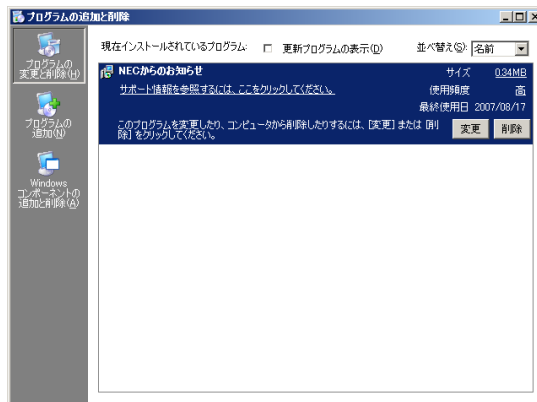 プログラムの追加と削除
プログラムの
変更と削除(H)
プログラムの
追加(N)
Windows
コンポーネントの
追加と削除(A)
現在インストールされているプログラム:
更新プログラムの表示(D)
並べ替え(S):
名前
NECからのお知らせ
サイズ 0.34MB
サポート情報を参照するには、ここをクリックしてください。
使用頻度 高
最終使用日 2007/08/17
このプログラムを変更したり、コンピュータから削除したりするには、[変更] または [削
除] をクリックしてください。
変更
削除